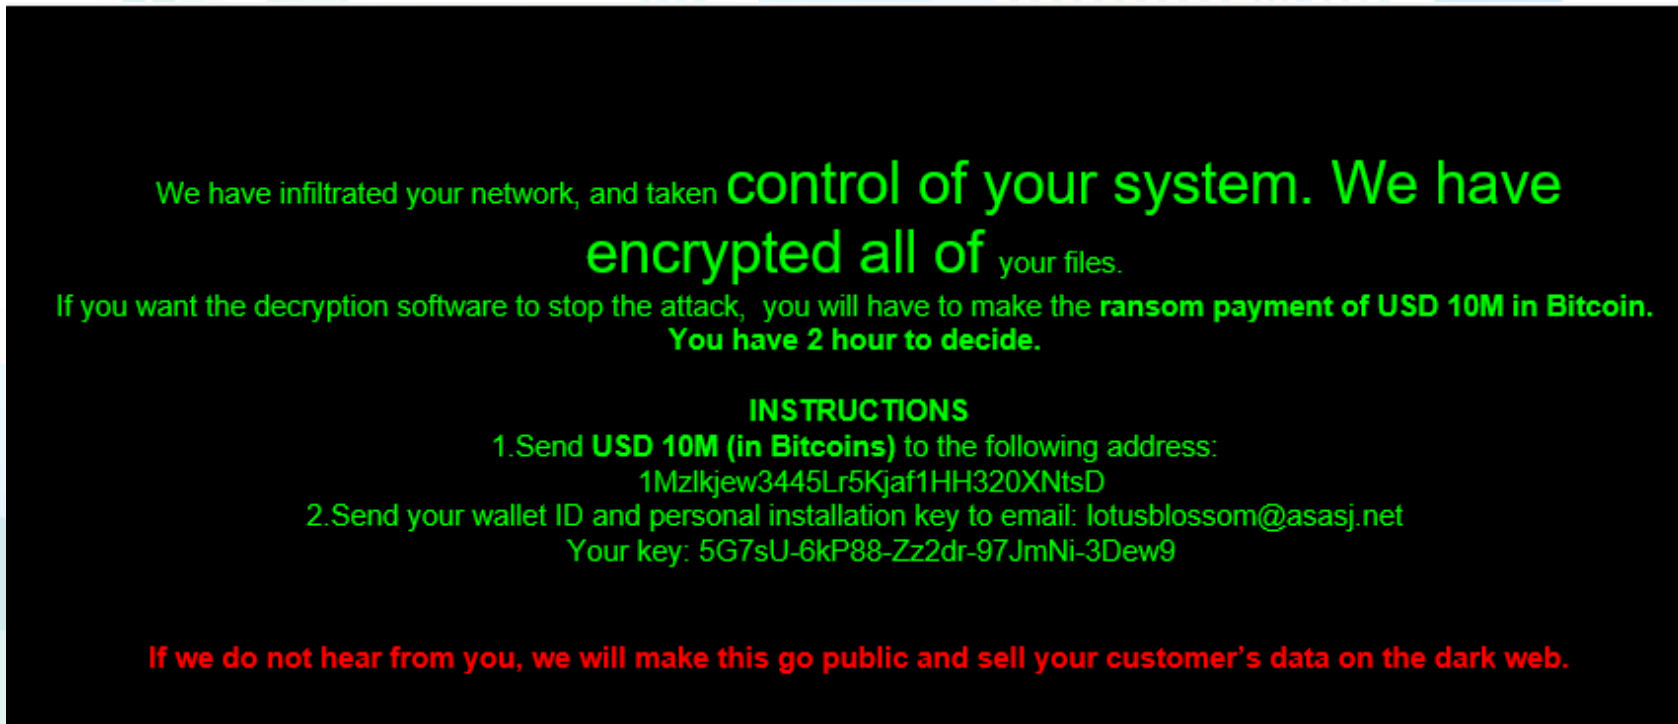 We have infiltrated your network, and taken control of your system. We have
encrypted all of your files.
If you want the decryption software to stop the attack,  you will have to make the ransom payment of USD 10M in Bitcoin.
You have 2 hour to decide.
INSTRUCTIONS
1.Send USD 10M (in Bitcoins) to the following address:
1Mzlkjew3445Lr5Kjaf1HH320XNtsD
2.Send your wallet ID and personal installation key to email: lotusblossom@asasj.net
Your key: 5G7sU-6kP88-Zz2dr-97JmNi-3Dew9
If we do not hear from you, we will make this go public and sell your customer’s data on the dark web.